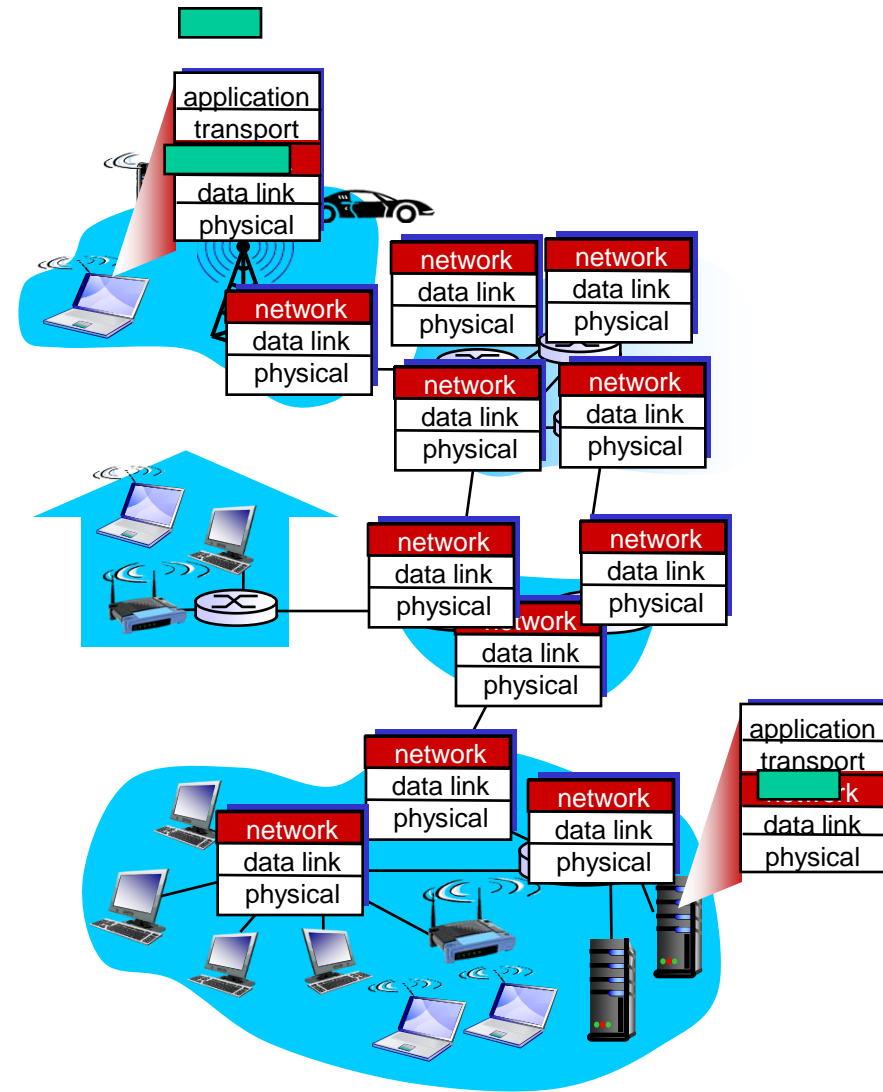 application
transport
data link
physical
network
data link
physical
network
data link
physical
network
data link
physical
network
data link
physical
network
data link
physical
network
data link
physical
network
data link
physical
network
data link
physical
application
transport
data link
physical
network
data link
physical
network
data link
physical
network
data link
physical